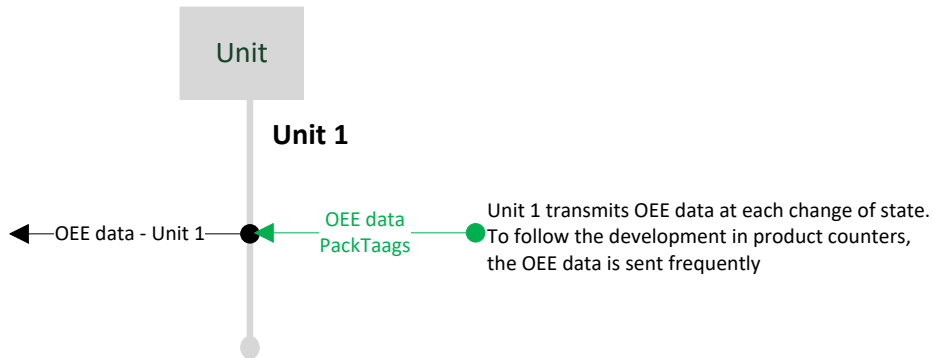 Unit
Unit 1
OEE data - Unit 1
OEE data
PackTaags
Unit 1 transmits OEE data at each change of state.
To follow the development in product counters,
the OEE data is sent frequently